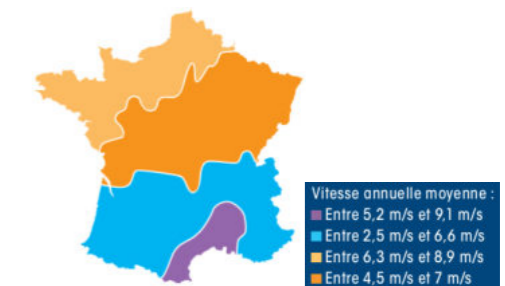 Vitesse annuelle moyenne :
Entre 5,2 m/s et 9,1 m/s
Entre 2,5 m/s et 6,6 m/s
Entre 6,3 m/s et 8,9 m/s
Entre 4,5 m/s et 7 m/s